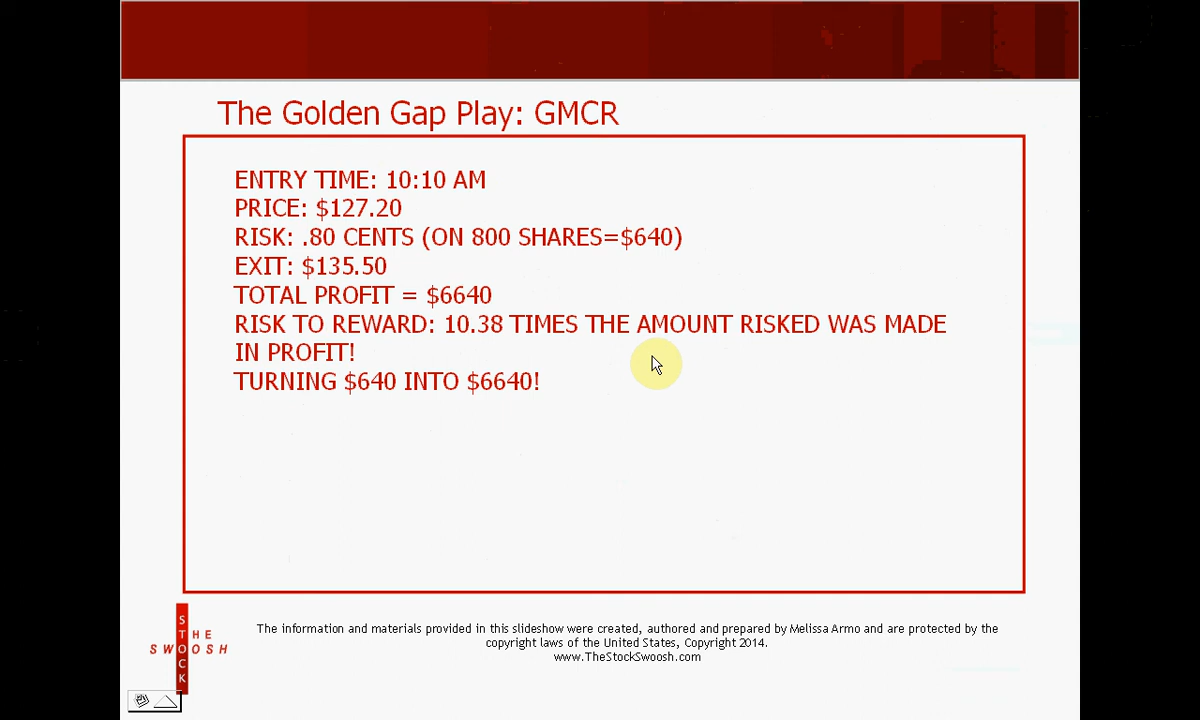 The Golden Gap Play: GMCR
ENTRY TIME: 10:10 AM
PRICE: $127.20
RISK: .80 CENTS (ON 800 SHARES=$640)
EXIT: $135.50
TOTAL PROFIT = $6640
RISK TO REWARD: 10.38 TIMES THE AMOUNT RISKED WAS MADE
IN PROFIT!
TURNING $640 INTO $6640!
THE
STOCK
SWOOSH
The information and materials provided in this slideshow were created, authored and prepared by Melissa Armo and are protected by the
copyright laws of the United States, Copyright 2014.
www.TheStockSwoosh.com